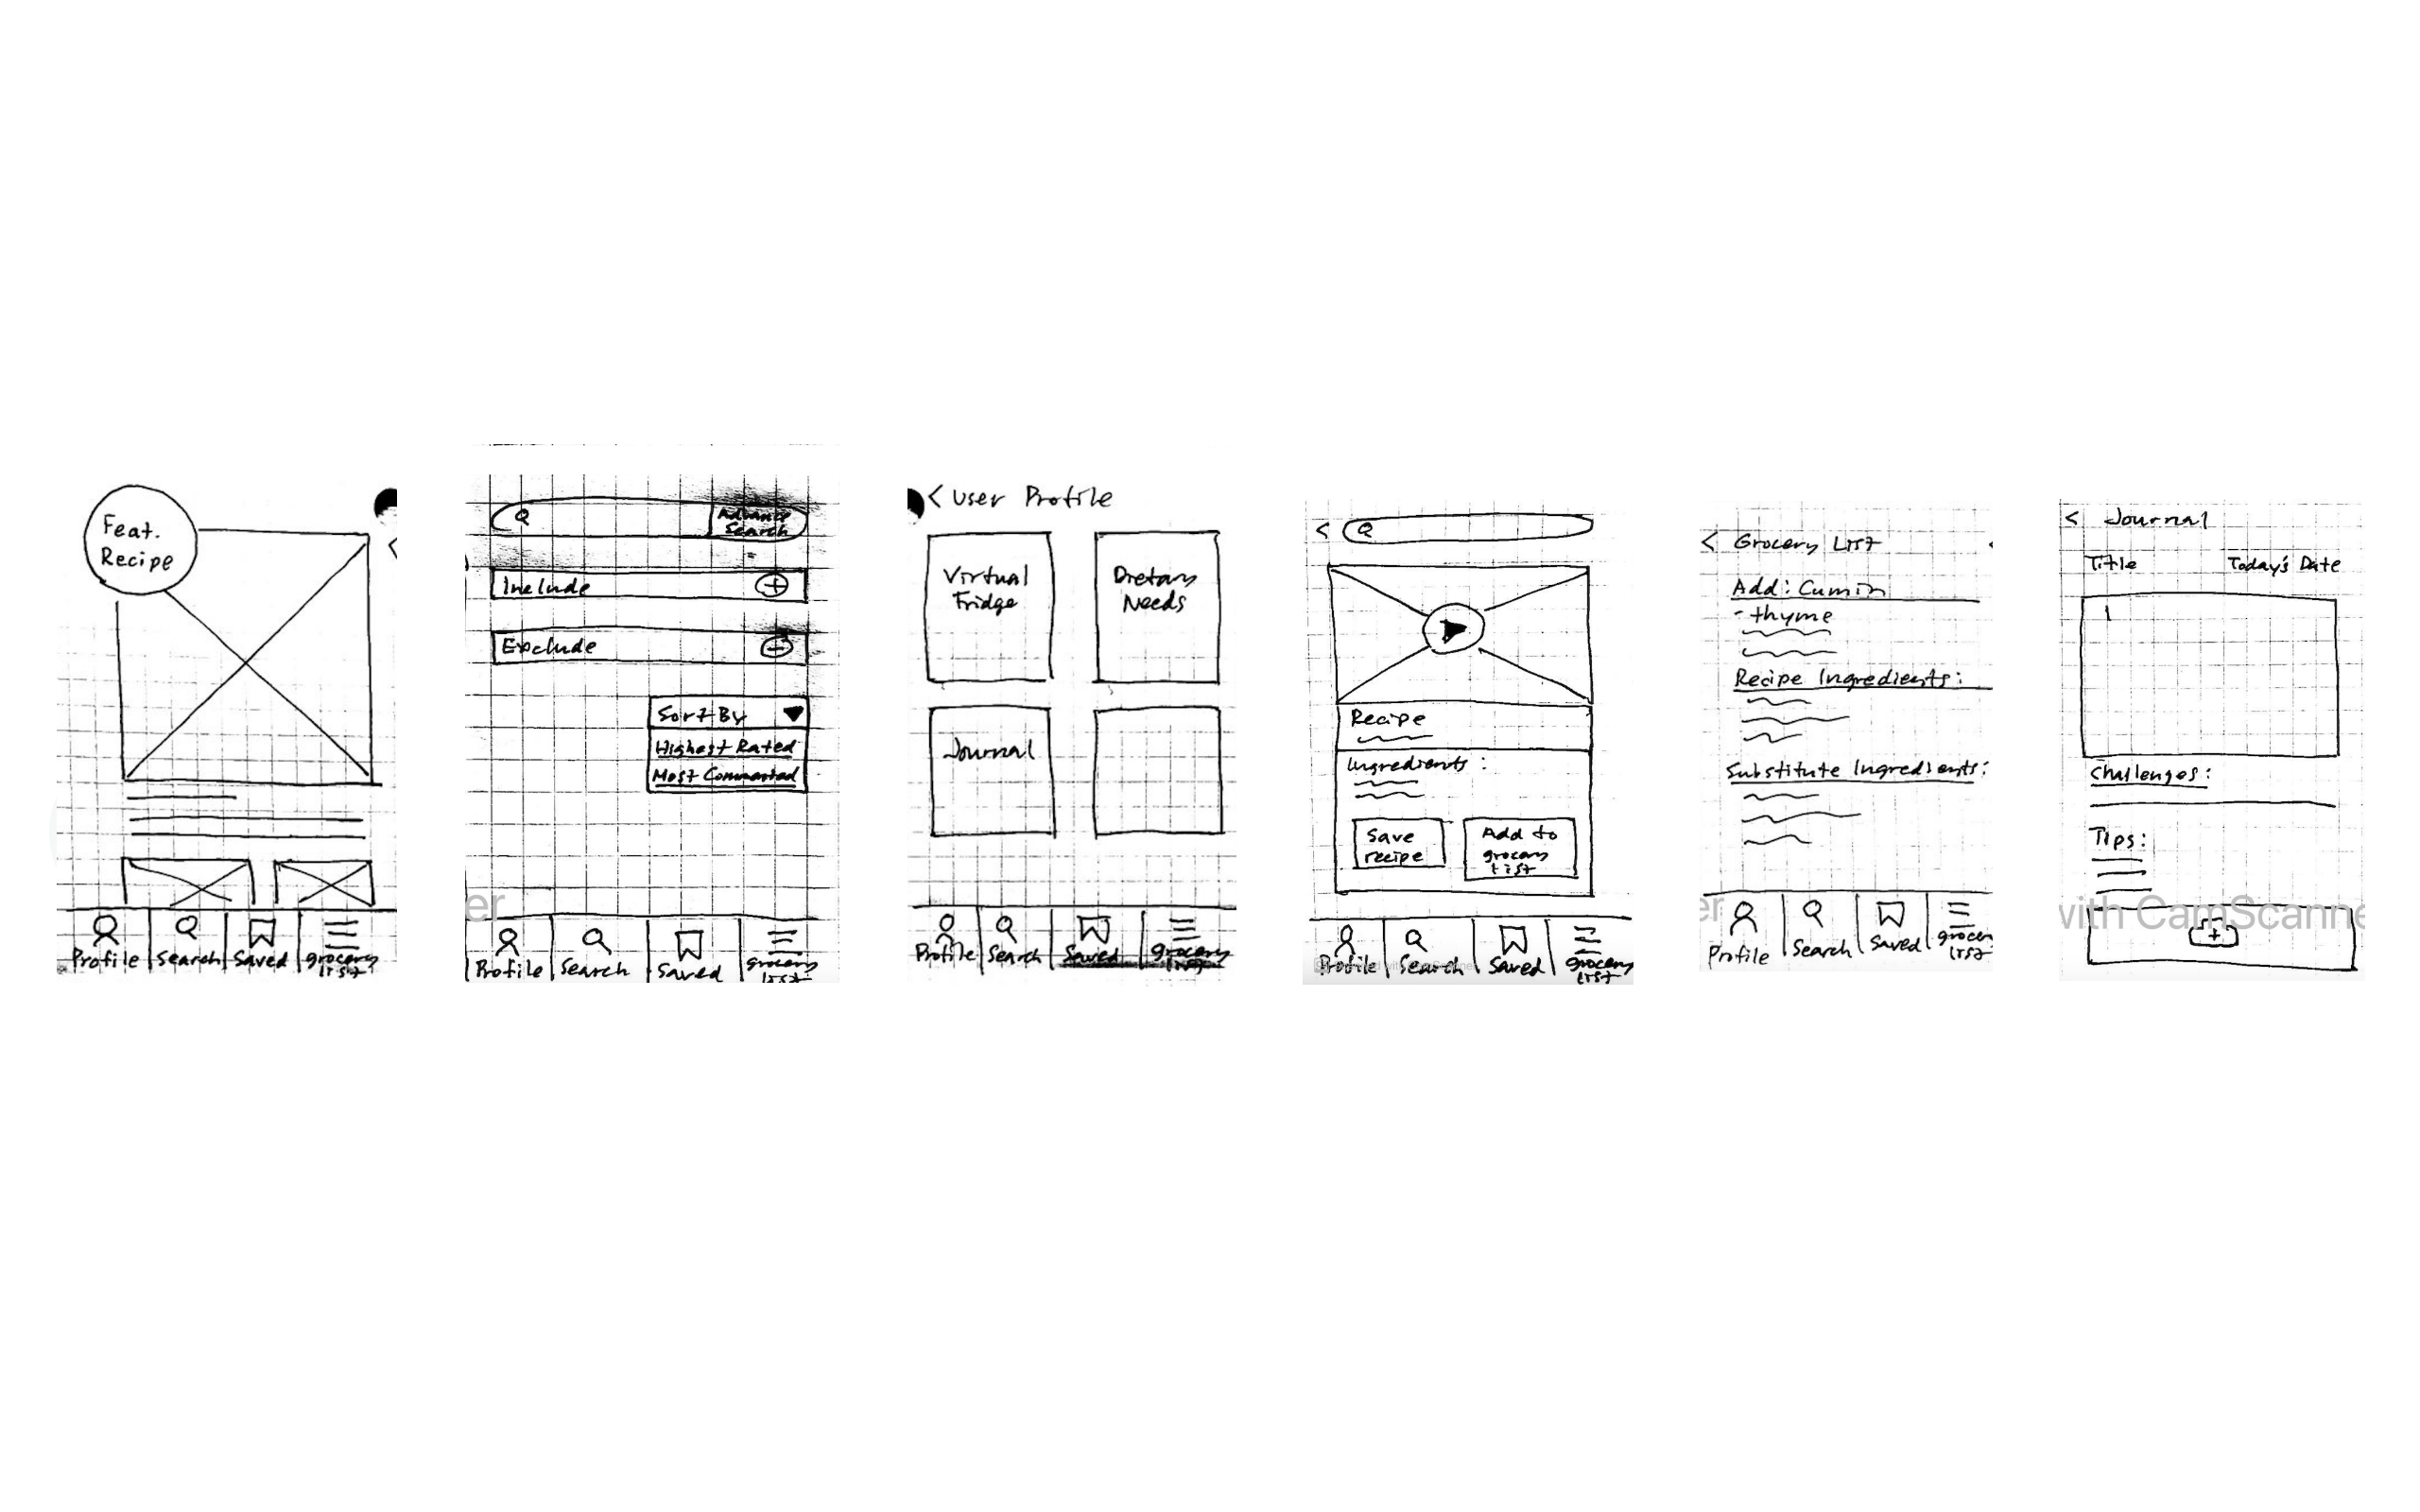 Feat.
Recipe
Profile
Search
Saved
grocery
list
Advance
Search
Include
Exclude
Sort By
Highest Rated
Most Commented
er
Profile
Search
Saved
grocery
list
< User Profile
Virtual
Fridge
Dietary
Needs
Journal
Profile
Search
Saved
grocery
list
<
Recipe
Ingredients :
Save
recipe
Add to
grocery
list
Profile
Search
Saved
grocery
list
< Grocery List
Add: Cumin
- thyme
Recipe Ingredients:
Substitute Ingredients:
er
Profile
Search
Saved
grocery
list
< Journal
Title
Today's Date
Challenges:
Tips:
with CamScanne